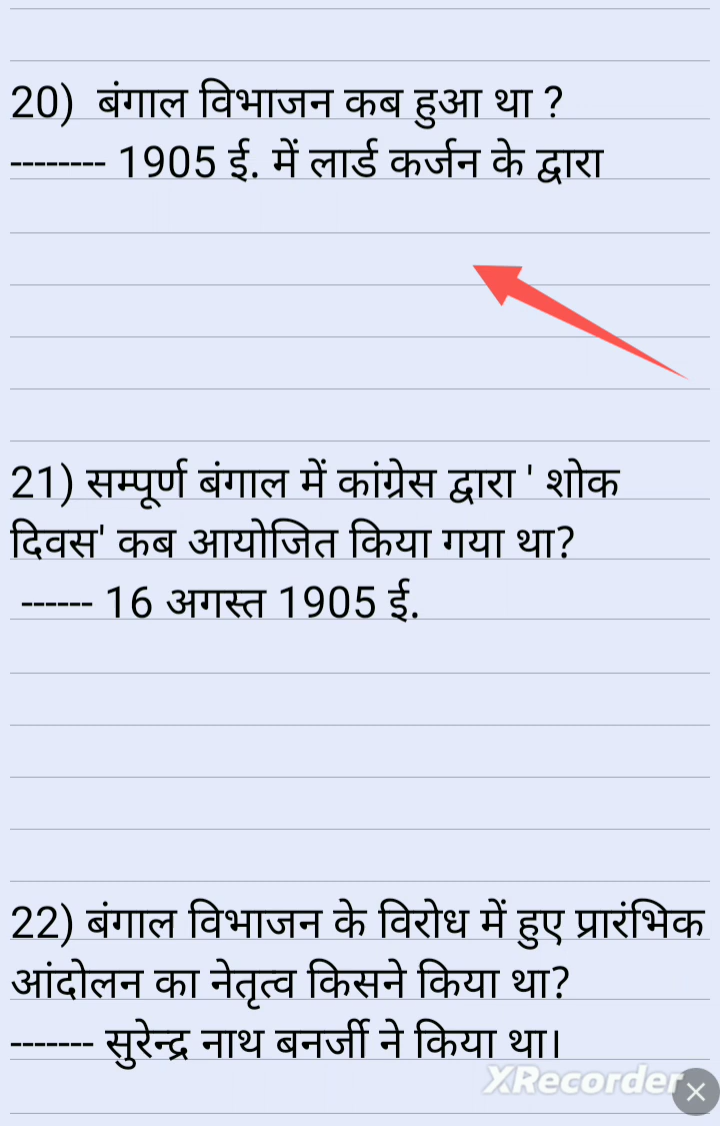 20)  बंगाल विभाजन कब हुआ था ?
-------- 1905 ई. में लार्ड कर्जन के द्वारा
21) सम्पूर्ण बंगाल में कांग्रेस द्वारा ' शोक
दिवस' कब आयोजित किया गया था?
------ 16 अगस्त 1905 ई.
22) बंगाल विभाजन के विरोध में हुए प्रारंभिक
आंदोलन का नेतृत्व किसने किया था?
------- सुरेन्द्र नाथ बनर्जी ने किया था।
XRecorder